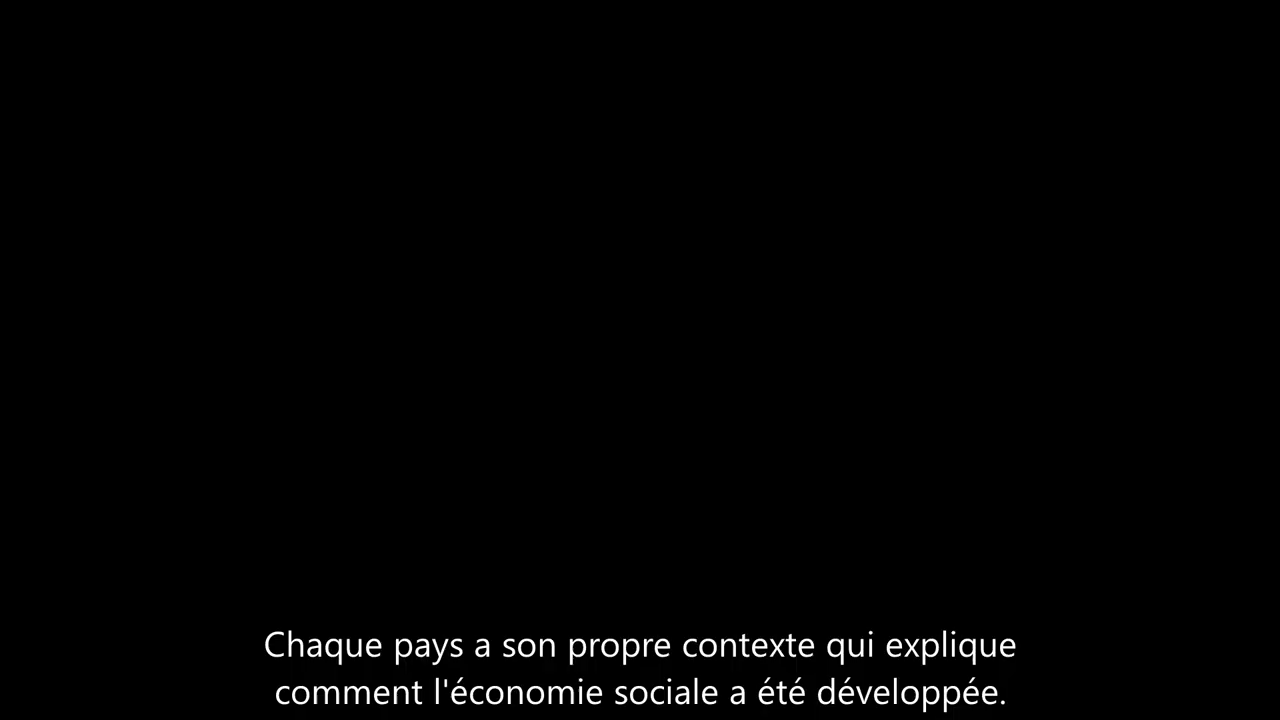 Chaque pays a son propre contexte qui explique
comment l'économie sociale a été développée.